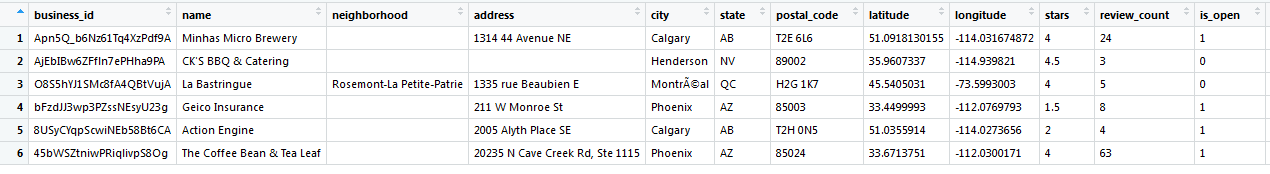 business_id name neighborhood address city state postal_code latitude longitude stars review_count is_open
1 Apn5Q_b6Nz61Tq4XzPdf9A Minhas Micro Brewery 1314 44 Avenue NE Calgary AB T2E 6L6 51.0918130155 -114.031674872 4 24 1
2 AjEbIBw6ZFfln7ePHha9PA CK'S BBQ & Catering Henderson NV 89002 35.9607337 -114.939821 4.5 3 0
3 O8S5hYJ1SMc8fA4QBtVujA La Bastringue Rosemont-La Petite-Patrie 1335 rue Beaubien E MontrÃ©al QC H2G 1K7 45.5405031 -73.5993003 4 5 0
4 bFzdJJ3wp3PZssNEsyU23g Geico Insurance 211 W Monroe St Phoenix AZ 85003 33.4499993 -112.0769793 1.5 8 1
5 8USyCYqpScwiNEb58Bt6CA Action Engine 2005 Alyth Place SE Calgary AB T2H 0N5 51.0355914 -114.0273656 2 4 1
6 45bWSZtniwPRiqlivpS8Og The Coffee Bean & Tea Leaf 20235 N Cave Creek Rd, Ste 1115 Phoenix AZ 85024 33.6713751 -112.0300171 4 63 1